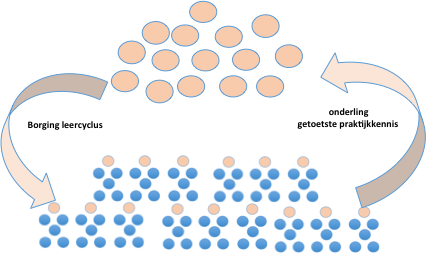 Borging leercyclus
onderling
getoetste praktijkkennis